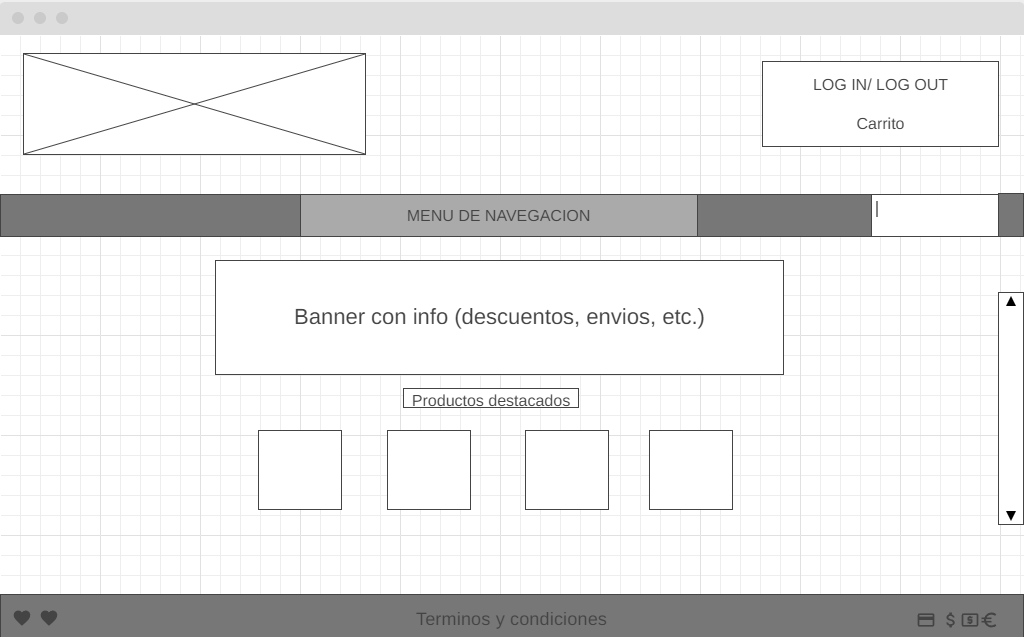 LOG IN/ LOG OUT
Carrito
MENU DE NAVEGACION
Banner con info (descuentos, envios, etc.)
Productos destacados
Terminos y condiciones